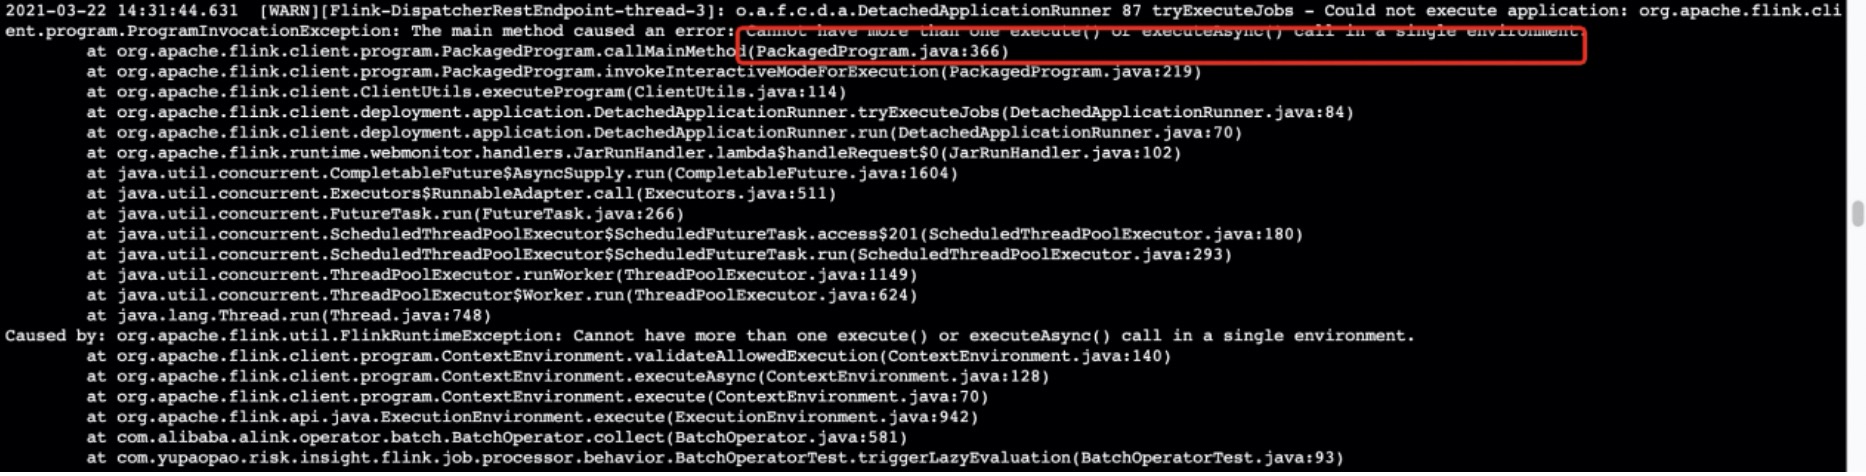 2021-03-22 14:31:44.631  [WARN][Flink-DispatcherRestEndpoint-thread-3]: o.a.f.c.d.a.DetachedApplicationRunner 87 tryExecuteJobs - Could not execute application: org.apache.flink.cli
ent.program.ProgramInvocationException: The main method caused an error: Cannot have more than one execute() or executeAsync() call in a single environment.
at org.apache.flink.client.program.PackagedProgram.callMainMethod(PackagedProgram.java:366)
at org.apache.flink.client.program.PackagedProgram.invokeInteractiveModeForExecution(PackagedProgram.java:219)
at org.apache.flink.client.ClientUtils.executeProgram(ClientUtils.java:114)
at org.apache.flink.client.deployment.application.DetachedApplicationRunner.tryExecuteJobs(DetachedApplicationRunner.java:84)
at org.apache.flink.client.deployment.application.DetachedApplicationRunner.run(DetachedApplicationRunner.java:70)
at org.apache.flink.runtime.webmonitor.handlers.JarRunHandler.lambda$handleRequest$0(JarRunHandler.java:102)
at java.util.concurrent.CompletableFuture$AsyncSupply.run(CompletableFuture.java:1604)
at java.util.concurrent.Executors$RunnableAdapter.call(Executors.java:511)
at java.util.concurrent.FutureTask.run(FutureTask.java:266)
at java.util.concurrent.ScheduledThreadPoolExecutor$ScheduledFutureTask.access$201(ScheduledThreadPoolExecutor.java:180)
at java.util.concurrent.ScheduledThreadPoolExecutor$ScheduledFutureTask.run(ScheduledThreadPoolExecutor.java:293)
at java.util.concurrent.ThreadPoolExecutor.runWorker(ThreadPoolExecutor.java:1149)
at java.util.concurrent.ThreadPoolExecutor$Worker.run(ThreadPoolExecutor.java:624)
at java.lang.Thread.run(Thread.java:748)
Caused by: org.apache.flink.util.FlinkRuntimeException: Cannot have more than one execute() or executeAsync() call in a single environment.
at org.apache.flink.client.program.ContextEnvironment.validateAllowedExecution(ContextEnvironment.java:140)
at org.apache.flink.client.program.ContextEnvironment.executeAsync(ContextEnvironment.java:128)
at org.apache.flink.client.program.ContextEnvironment.execute(ContextEnvironment.java:70)
at org.apache.flink.api.java.ExecutionEnvironment.execute(ExecutionEnvironment.java:942)
at com.alibaba.alink.operator.batch.BatchOperator.collect(BatchOperator.java:581)
at com.yupaopao.risk.insight.flink.job.processor.behavior.BatchOperatorTest.triggerLazyEvaluation(BatchOperatorTest.java:93)